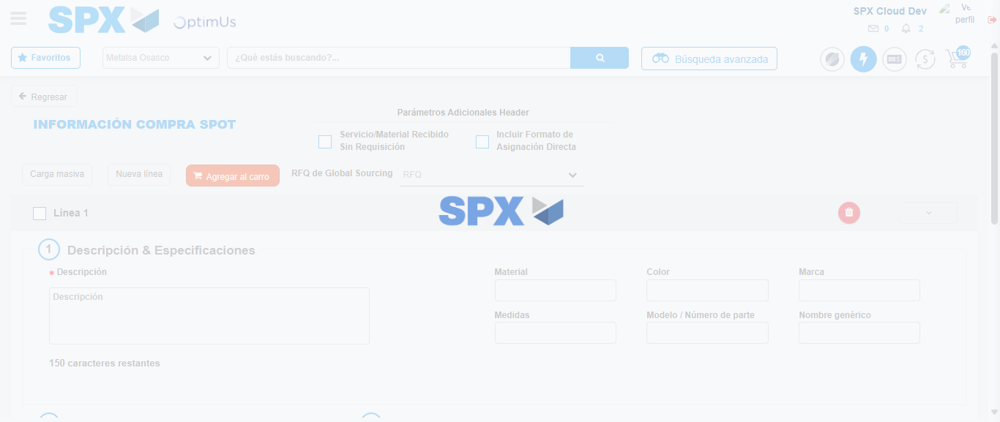 SPX OptimUs
SPX Cloud Dev
Ve
perfil
0 2
Favoritos
Metalsa Osasco
¿Qué estás buscando?...
Búsqueda avanzada
160
Regresar
INFORMACIÓN COMPRA SPOT
Parámetros Adicionales Header
Servicio/Material Recibido
Sin Requisición
Incluir Formato de
Asignación Directa
Carga masiva
Nueva línea
Agregar al carro
RFQ de Global Sourcing
RFQ
SPX
Linea 1
1 Descripción & Especificaciones
* Descripción
Descripción
150 caracteres restantes
Material
Color
Marca
Medidas
Modelo / Número de parte
Nombre genérico